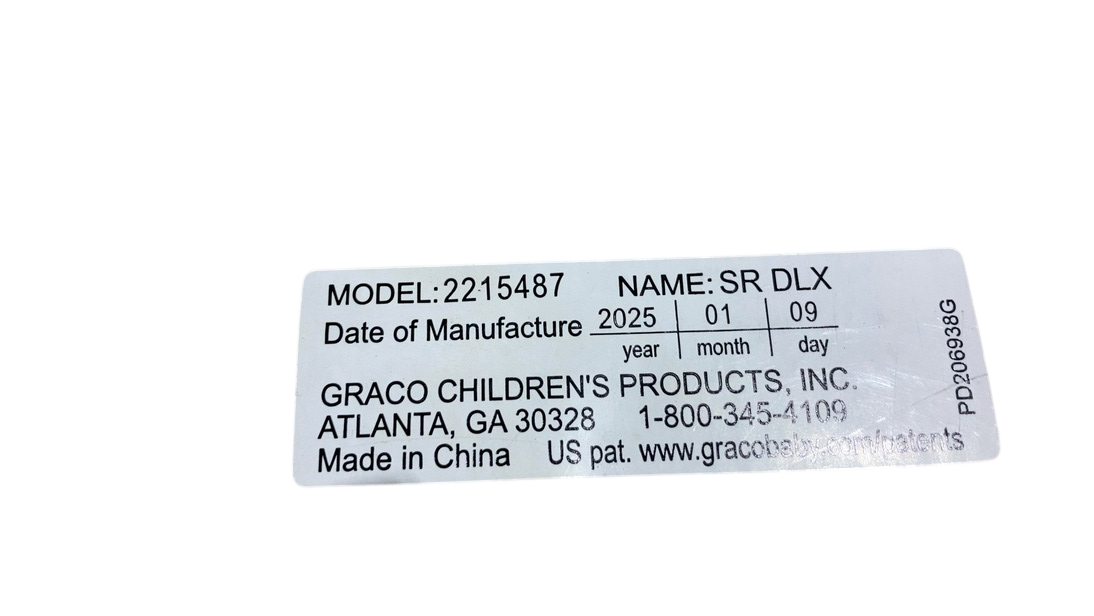 MODEL:2215487 NAME: SR DLX
Date of Manufacture 2025 01 09
year month day
GRACO CHILDREN'S PRODUCTS, INC.
ATLANTA, GA 30328 1-800-345-4109
Made in China US pat. www.gracobaby.com/patents
PD206938G